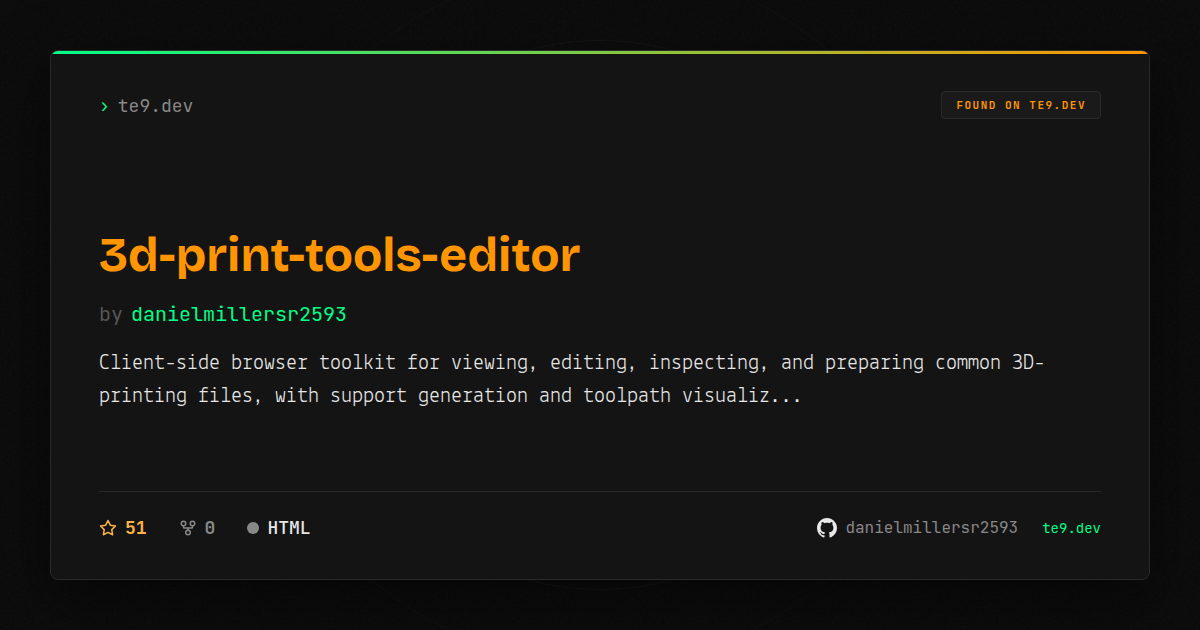 › te9.dev
FOUND ON TE9.DEV
3d-print-tools-editor
by danielmillersr2593
Client-side browser toolkit for viewing, editing, inspecting, and preparing common 3D-
printing files, with support generation and toolpath visualiz...
51 0 HTML
danielmillersr2593 te9.dev